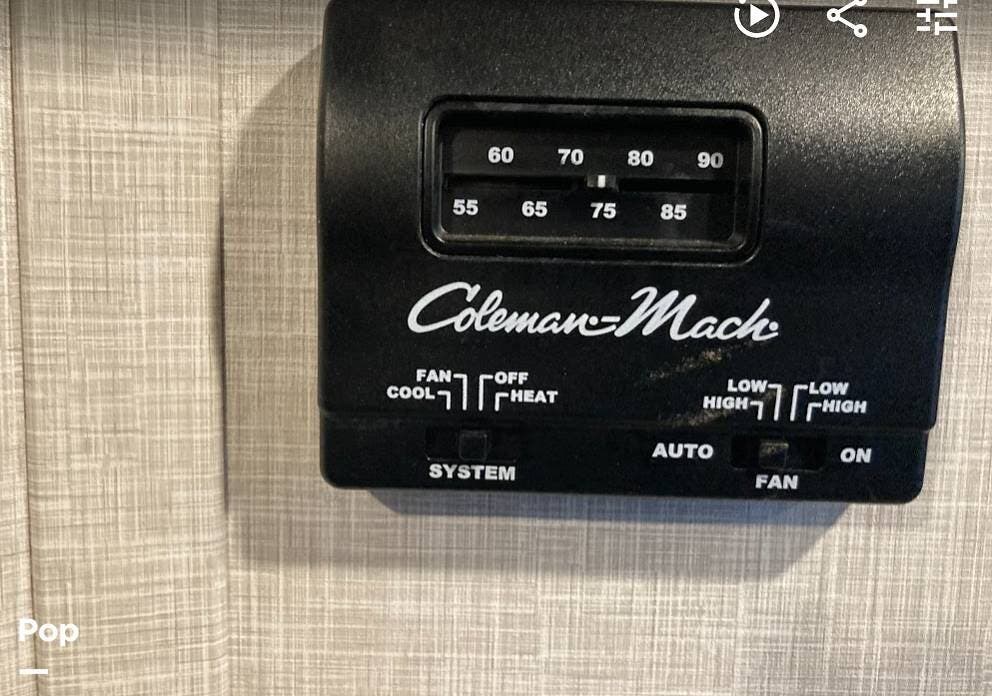 60 70 80 90
55 65 75 85
Coleman-Mach
FAN OFF
COOL HEAT
LOW LOW
HIGH HIGH
AUTO ON
SYSTEM
FAN
Pop